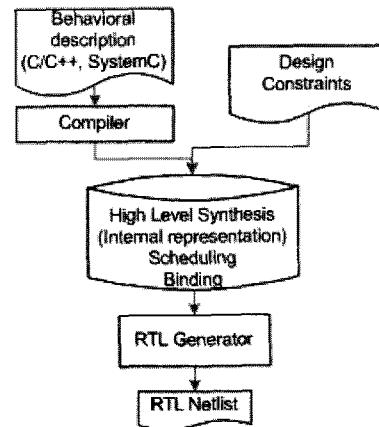 Behavioral
description
(C/C++, SystemC)
Design
Constraints
Compiler
High Level Synthesis
(Internal representation)
Scheduling
Binding
RTL Generator
RTL Netlist